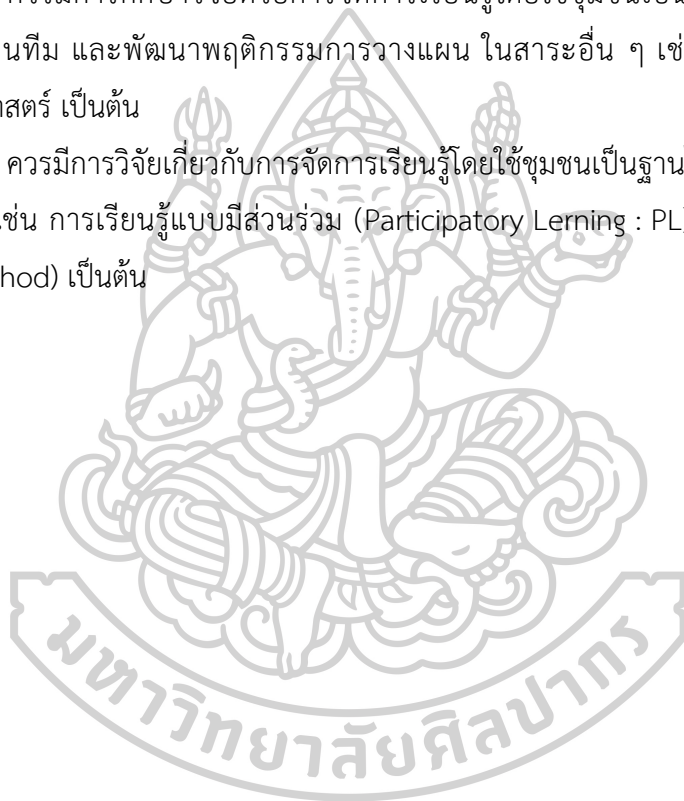 นทีม และพัฒนาพฤติกรรมการวางแผน ในสาระอื่น ๆ เช่
าสตร์ เป็นต้น
ควรมีการวิจัยเกี่ยวกับการจัดการเรียนรู้โดยใช้ชุมชนเป็นฐาน
เช่น การเรียนรู้แบบมีส่วนร่วม (Participatory Lerning : PL)
hod) เป็นต้น
มหาวิทยาลัยศิลปากร